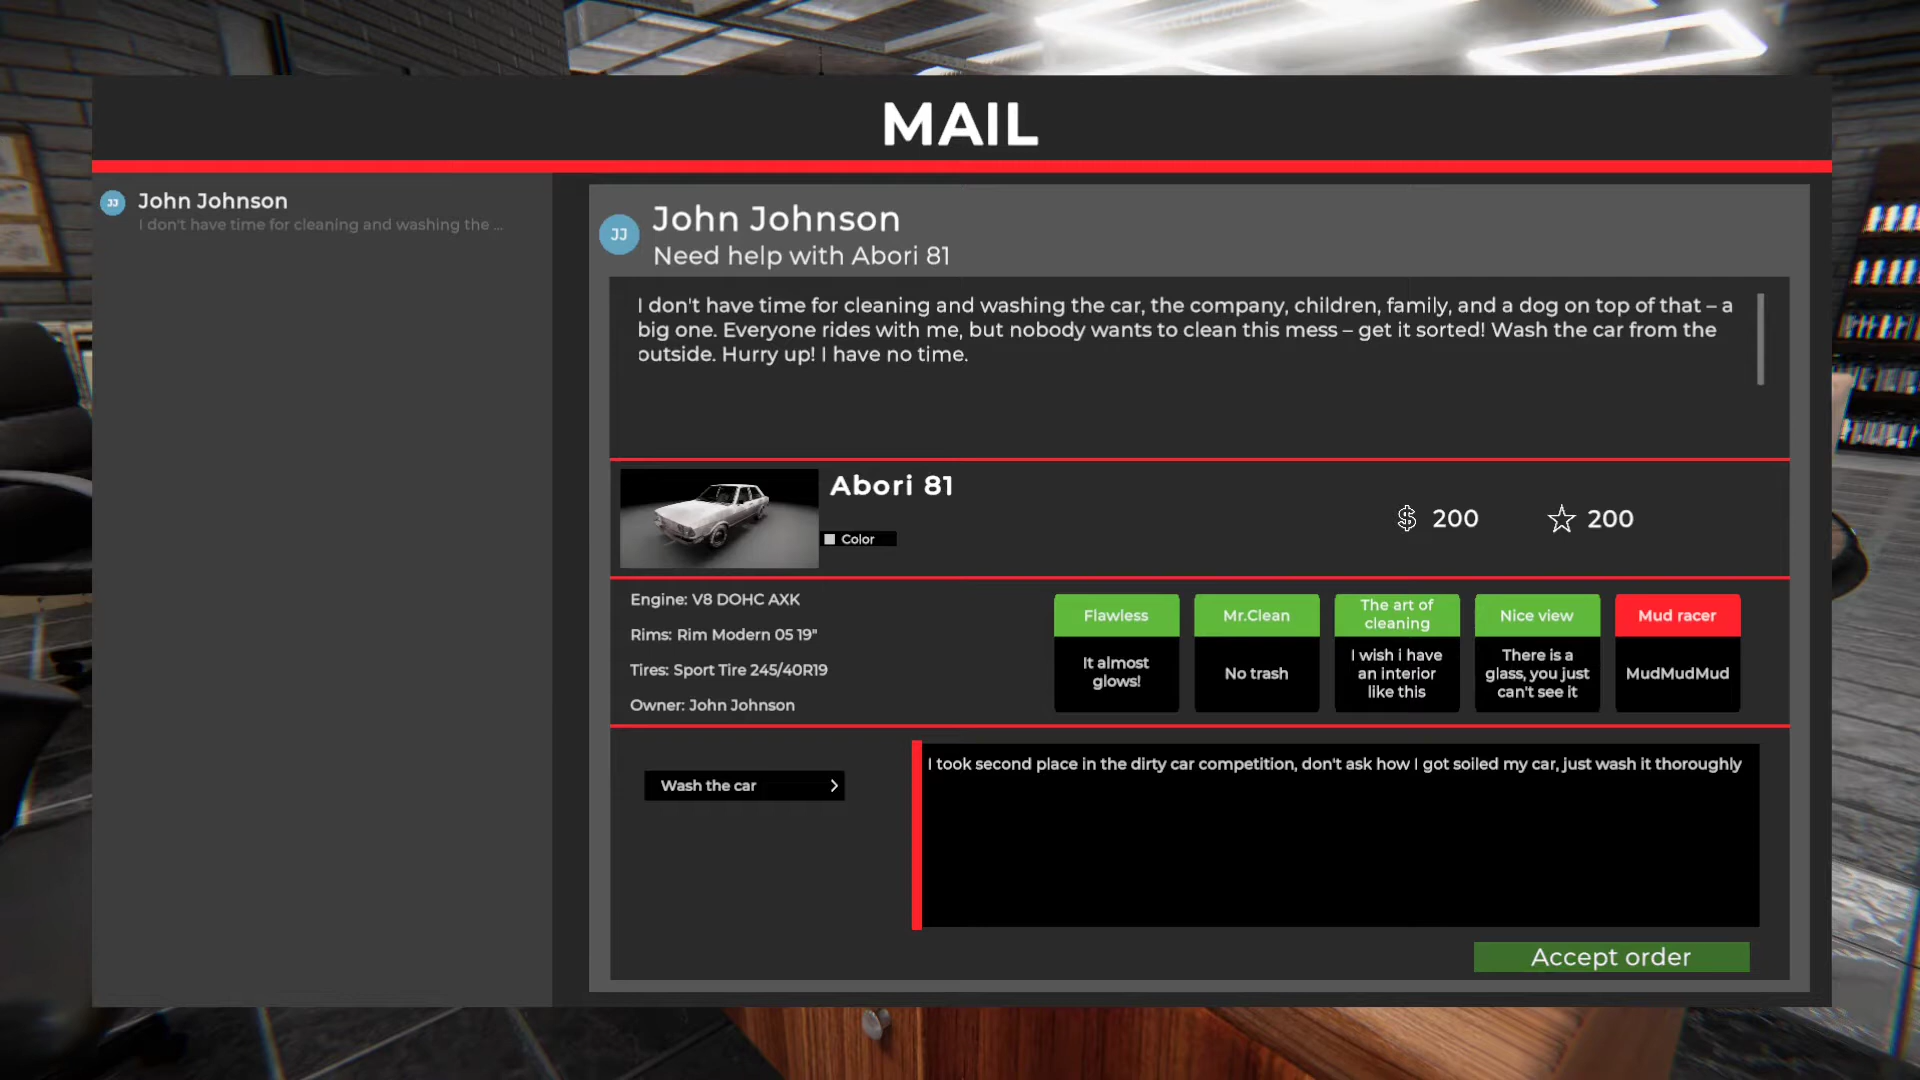 MAIL
JJ
John Johnson
I don't have time for cleaning and washing the ...
JJ
John Johnson
Need help with Abori 81
I don't have time for cleaning and washing the car, the company, children, family, and a dog on top of that – a
big one. Everyone rides with me, but nobody wants to clean this mess – get it sorted! Wash the car from the
outside. Hurry up! I have no time.
Abori 81
Color
$ 200
200
Engine: V8 DOHC AXK
Rims: Rim Modern 05 19"
Tires: Sport Tire 245/40R19
Owner: John Johnson
Flawless
It almost
glows!
Mr.Clean
No trash
The art of
cleaning
I wish i have
an interior
like this
Nice view
There is a
glass, you just
can't see it
Mud racer
MudMudMud
Wash the car
I took second place in the dirty car competition, don't ask how I got soiled my car, just wash it thoroughly
Accept order